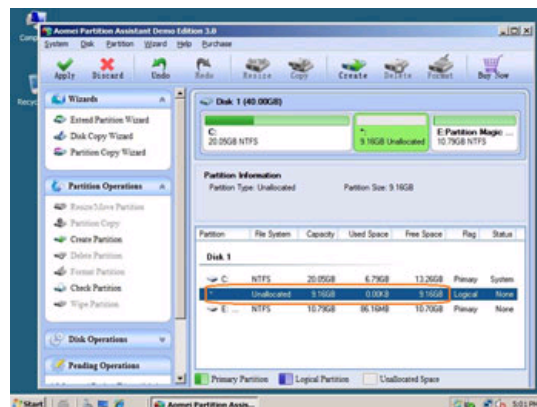 Comp
Recyc
Aomei Partition Assistant Demo Edition 3.0
System Disk Partition Wizard Help Purchase
Apply Discard Undo Redo Resize Copy Create Delete Format Buy Now
Wizards
Extend Partition Wizard
Disk Copy Wizard
Partition Copy Wizard
Partition Operations
Resize/Move Partition
Partition Copy
Create Partition
Delete Partition
Format Partition
Check Partition
Wipe Partition
Disk Operations
Pending Operations
Disk 1 (40.00GB)
C:
20.05GB NTFS
*:
9.16GB Unallocated
E:Partition Magic ...
10.79GB NTFS
Partition Information
Partition Type: Unallocated Partition Size: 9.16GB
Partition File System Capacity Used Space Free Space Flag Status
Disk 1
C: NTFS 20.05GB 6.79GB 13.26GB Primary System
* Unallocated 9.16GB 0.00KB 9.16GB Logical None
E: ... NTFS 10.79GB 86.16MB 10.70GB Primary None
Primary Partition Logical Partition Unallocated Space
Start Aomei Partition Assis... 5:01 PM